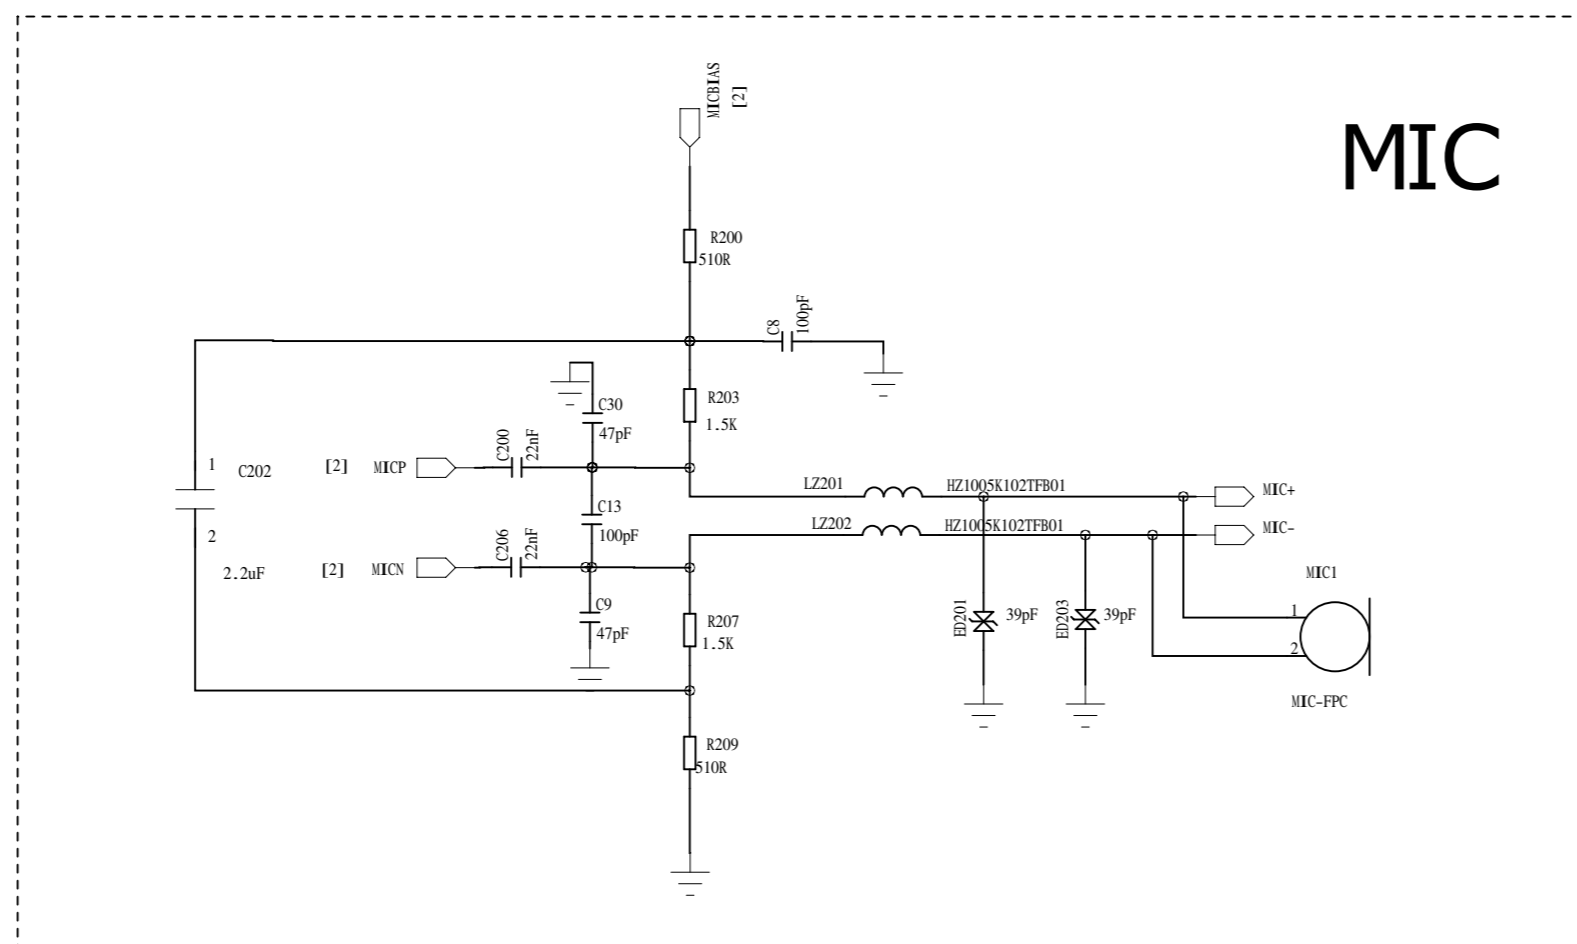 MICBIAS
[2]
MIC
R200
510R
C8
100pF
R203
1.5K
C30
47pF
C200
22nF
1
C202
[2] MICP
2
2.2uF
C13
100pF
C206
22nF
[2] MICN
LZ201 HZ1005K102TFB01
LZ202 HZ1005K102TFB01
MIC+
MIC-
C9
47pF
R207
1.5K
ED201
39pF
ED203
39pF
MIC1
1
2
MIC-FPC
R209
510R